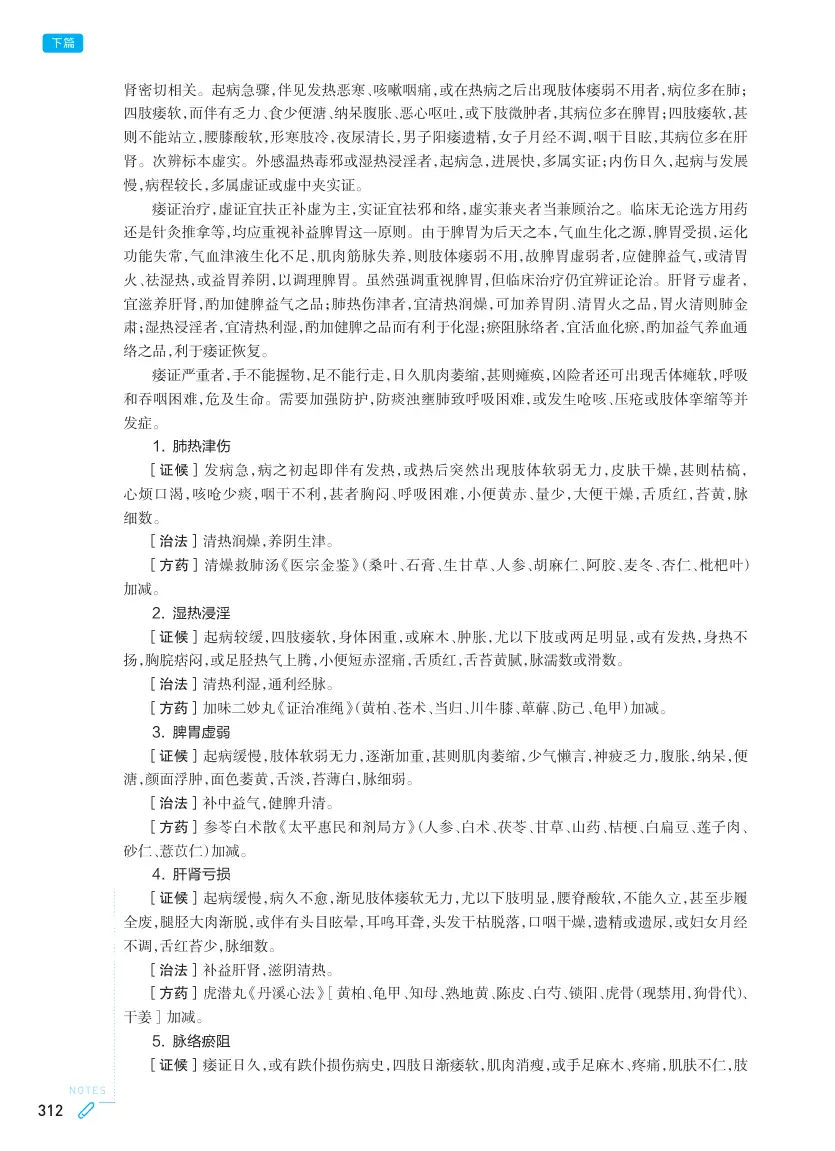 下篇
肾密切相关。起病急骤,伴见发热恶寒、咳嗽咽痛,或在热病之后出现肢体痿弱不用者,病位多在肺;
四肢痿软,而伴有乏力、食少便溏、纳呆腹胀、恶心呕吐,或下肢微肿者,其病位多在脾胃;四肢痿软,甚
则不能站立,腰膝酸软,形寒肢冷,夜尿清长,男子阳痿遗精,女子月经不调,咽干目眩,其病位多在肝
肾。次辨标本虚实。外感温热毒邪或湿热浸淫者,起病急,进展快,多属实证;内伤日久,起病与发展
慢,病程较长,多属虚证或虚中夹实证。
痿证治疗,虚证宜扶正补虚为主,实证宜祛邪和络,虚实兼夹者当兼顾治之。临床无论选方用药
还是针灸推拿等,均应重视补益脾胃这一原则。由于脾胃为后天之本,气血生化之源,脾胃受损,运化
功能失常,气血津液生化不足,肌肉筋脉失养,则肢体痿弱不用,故脾胃虚弱者,应健脾益气,或清胃
火、祛湿热,或益胃养阴,以调理脾胃。虽然强调重视脾胃,但临床治疗仍宜辨证论治。肝肾亏虚者,
宜滋养肝肾,酌加健脾益气之品;肺热伤津者,宜清热润燥,可加养胃阴、清胃火之品,胃火清则肺金
肃;湿热浸淫者,宜清热利湿,酌加健脾之品而有利于化湿;瘀阻脉络者,宜活血化瘀,酌加益气养血通
络之品,利于痿证恢复。
痿证严重者,手不能握物,足不能行走,日久肌肉萎缩,甚则瘫痪,凶险者还可出现舌体瘫软,呼吸
和吞咽困难,危及生命。需要加强防护,防痰浊壅肺致呼吸困难,或发生呛咳、压疮或肢体挛缩等并
发症。
1. 肺热津伤
[证候] 发病急,病之初起即伴有发热,或热后突然出现肢体软弱无力,皮肤干燥,甚则枯槁,
心烦口渴,咳呛少痰,咽干不利,甚者胸闷、呼吸困难,小便黄赤、量少,大便干燥,舌质红,苔黄,脉
细数。
[治法] 清热润燥,养阴生津。
[方药] 清燥救肺汤《医宗金鉴》(桑叶、石膏、生甘草、人参、胡麻仁、阿胶、麦冬、杏仁、枇杷叶)
加减。
2. 湿热浸淫
[证候] 起病较缓,四肢痿软,身体困重,或麻木、肿胀,尤以下肢或两足明显,或有发热,身热不
扬,胸脘痞闷,或足胫热气上腾,小便短赤涩痛,舌质红,舌苔黄腻,脉濡数或滑数。
[治法] 清热利湿,通利经脉。
[方药] 加味二妙丸《证治准绳》(黄柏、苍术、当归、川牛膝、萆薢、防己、龟甲)加减。
3. 脾胃虚弱
[证候] 起病缓慢,肢体软弱无力,逐渐加重,甚则肌肉萎缩,少气懒言,神疲乏力,腹胀,纳呆,便
溏,颜面浮肿,面色萎黄,舌淡,苔薄白,脉细弱。
[治法] 补中益气,健脾升清。
[方药] 参苓白术散《太平惠民和剂局方》(人参、白术、茯苓、甘草、山药、桔梗、白扁豆、莲子肉、
砂仁、薏苡仁)加减。
4. 肝肾亏损
[证候] 起病缓慢,病久不愈,渐见肢体痿软无力,尤以下肢明显,腰脊酸软,不能久立,甚至步履
全废,腿胫大肉渐脱,或伴有头目眩晕,耳鸣耳聋,头发干枯脱落,口咽干燥,遗精或遗尿,或妇女月经
不调,舌红苔少,脉细数。
[治法] 补益肝肾,滋阴清热。
[方药] 虎潜丸《丹溪心法》[黄柏、龟甲、知母、熟地黄、陈皮、白芍、锁阳、虎骨(现禁用,狗骨代)、
干姜] 加减。
5. 脉络瘀阻
[证候] 痿证日久,或有跌仆损伤病史,四肢日渐痿软,肌肉消瘦,或手足麻木、疼痛,肌肤不仁,肢
NOTES
312